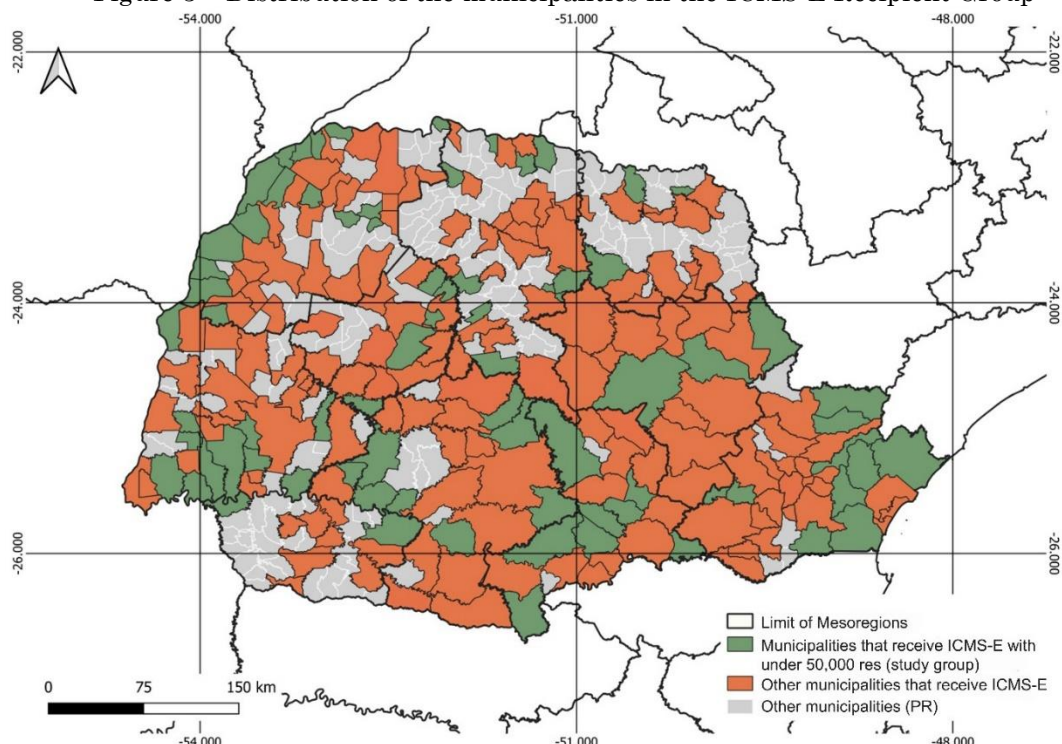 Figure 3 – Distribution of the municipalities in the ICMS-E Recipient Group
-54.000 -51.000 -48.000
-22.000 -22.000
-24.000 -24.000
-26.000 -26.000
Limit of Mesoregions
Municipalities that receive ICMS-E with
under 50,000 res (study group)
Other municipalities that receive ICMS-E
Other municipalities (PR)
0 75 150 km
-54.000 -51.000 -48.000